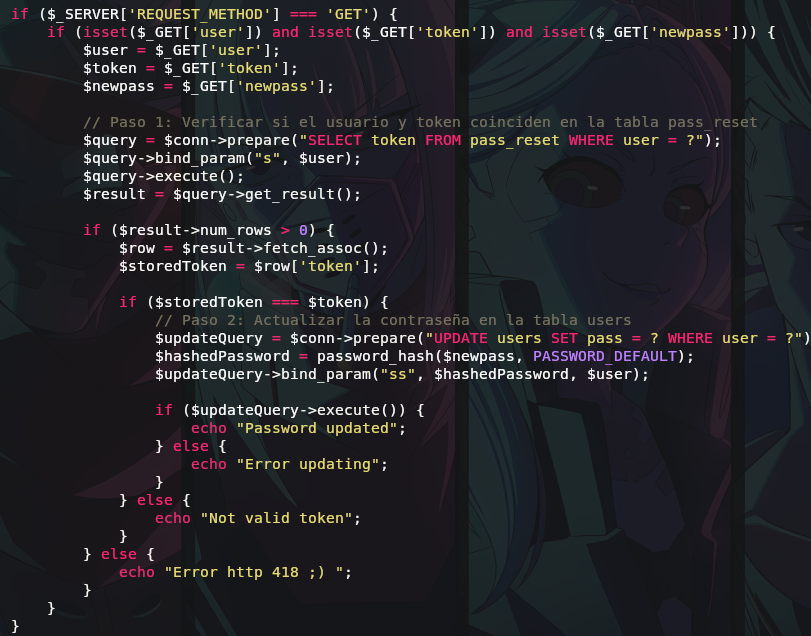 if ($_SERVER['REQUEST_METHOD'] === 'GET') {
    if (isset($_GET['user']) and isset($_GET['token']) and isset($_GET['newpass'])) {
        $user = $_GET['user'];
        $token = $_GET['token'];
        $newpass = $_GET['newpass'];

        // Paso 1: Verificar si el usuario y token coinciden en la tabla pass_reset
        $query = $conn->prepare("SELECT token FROM pass_reset WHERE user = ?");
        $query->bind_param("s", $user);
        $query->execute();
        $result = $query->get_result();

        if ($result->num_rows > 0) {
            $row = $result->fetch_assoc();
            $storedToken = $row['token'];

            if ($storedToken === $token) {
                // Paso 2: Actualizar la contraseña en la tabla users
                $updateQuery = $conn->prepare("UPDATE users SET pass = ? WHERE user = ?")
                $hashedPassword = password_hash($newpass, PASSWORD_DEFAULT);
                $updateQuery->bind_param("ss", $hashedPassword, $user);

                if ($updateQuery->execute()) {
                    echo "Password updated";
                } else {
                    echo "Error updating";
                }
            } else {
                echo "Not valid token";
            }
        } else {
            echo "Error http 418 ;) ";
        }
    }
}